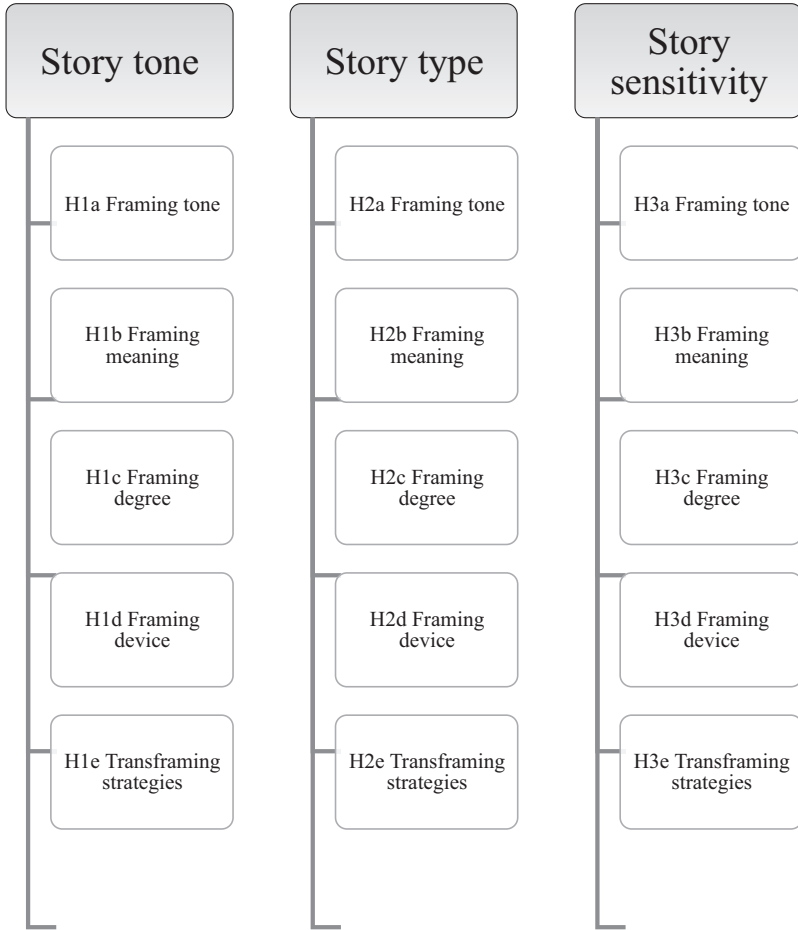 Story tone
H1a Framing tone
H1b Framing
meaning
H1c Framing
degree
H1d Framing
device
H1e Transframing
strategies
Story type
H2a Framing tone
H2b Framing
meaning
H2c Framing
degree
H2d Framing
device
H2e Transframing
strategies
Story
sensitivity
H3a Framing tone
H3b Framing
meaning
H3c Framing
degree
H3d Framing
device
H3e Transframing
strategies